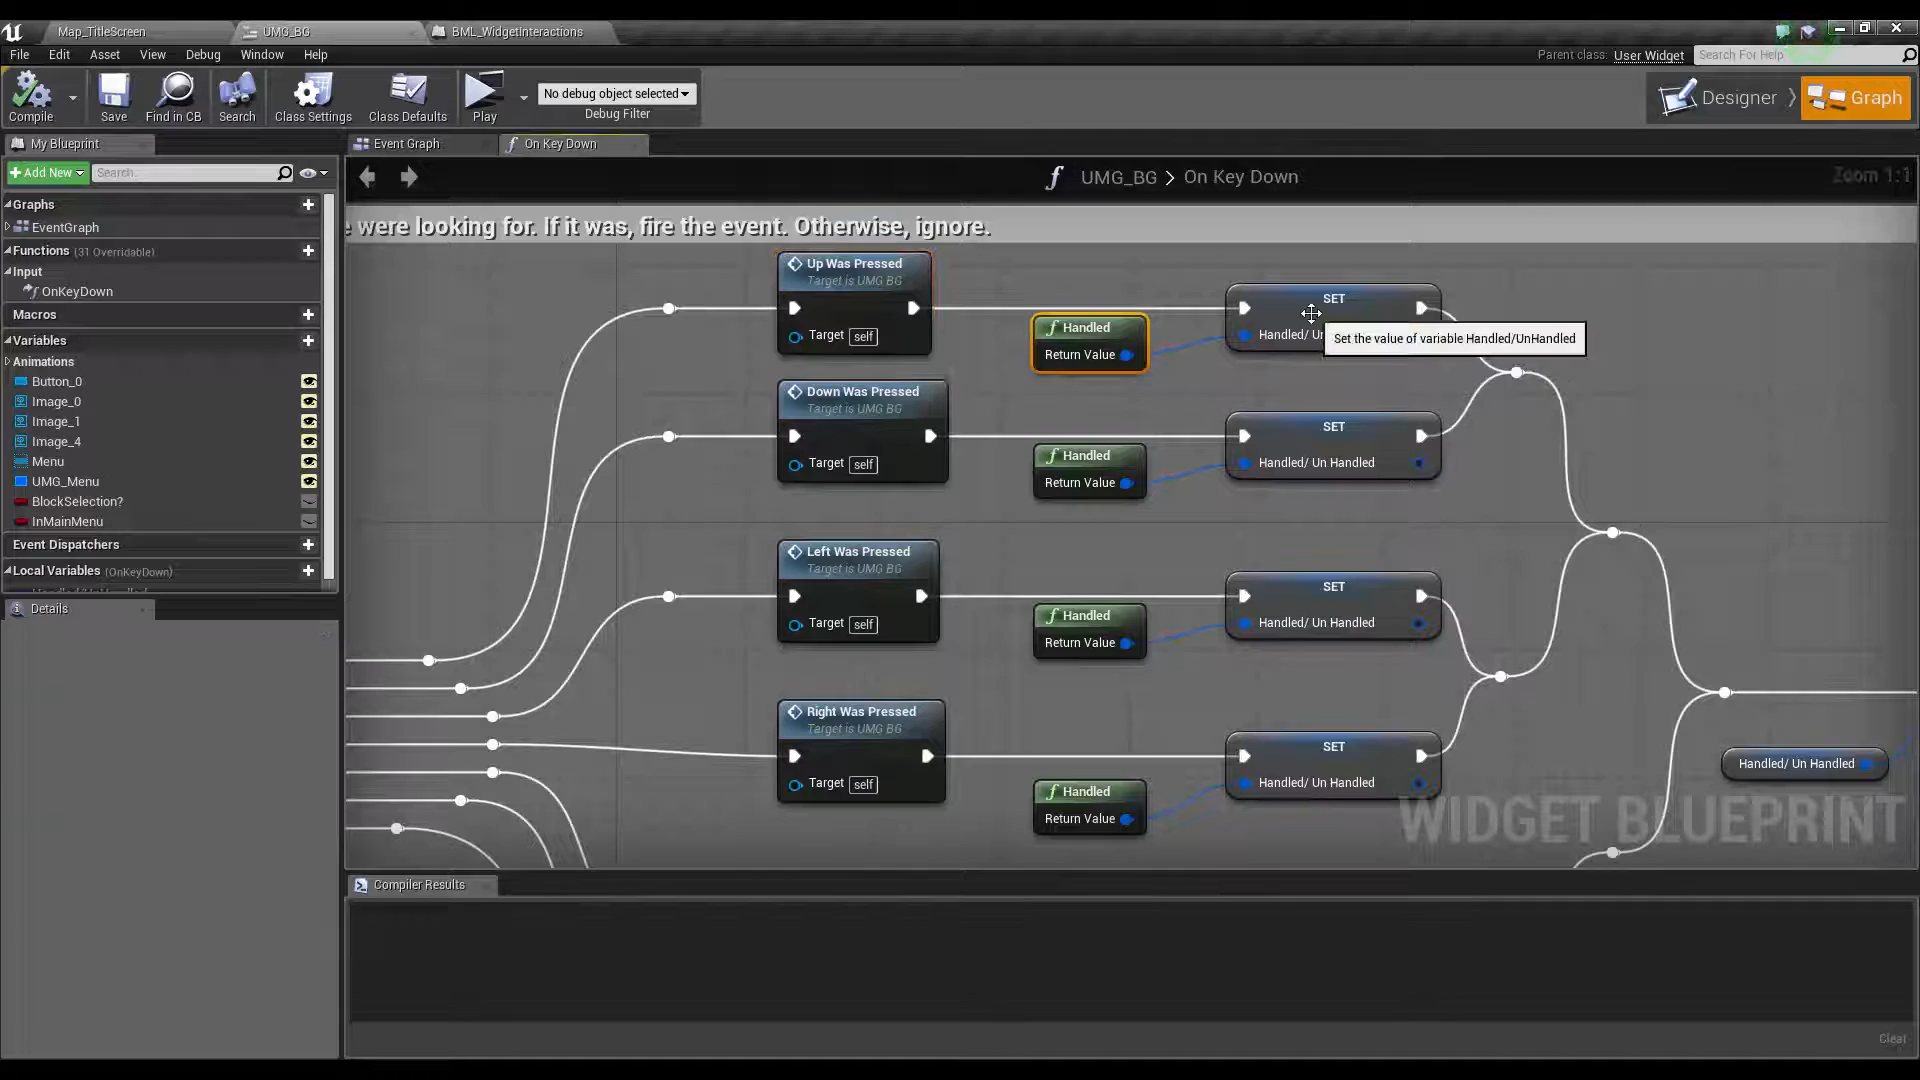 Map_TitleScreen
UMG_BG
BML_WidgetInteractions
File Edit Asset View Debug Window Help
Parent class: User Widget
Search For Help
Compile
Save
Find in CB
Search
Class Settings
Class Defaults
Play
No debug object selected
Debug Filter
Designer
Graph
My Blueprint
Add New
Search
Graphs
EventGraph
Functions (31 Overridable)
Input
OnKeyDown
Macros
Variables
Animations
Button_0
Image_0
Image_1
Image_4
Menu
UMG_Menu
BlockSelection?
InMainMenu
Event Dispatchers
Local Variables (OnKeyDown)
Details
Event Graph
On Key Down
UMG_BG > On Key Down
Zoom 1:1
were looking for. If it was, fire the event. Otherwise, ignore.
Up Was Pressed
Target is UMG BG
Target self
Handled
Return Value
SET
Handled/ Un
Set the value of variable Handled/UnHandled
Down Was Pressed
Target is UMG BG
Target self
Handled
Return Value
SET
Handled/ Un Handled
Left Was Pressed
Target is UMG BG
Target self
Handled
Return Value
SET
Handled/ Un Handled
Right Was Pressed
Target is UMG BG
Target self
Handled
Return Value
SET
Handled/ Un Handled
Handled/ Un Handled
WIDGET BLUEPRINT
Compiler Results
Clear